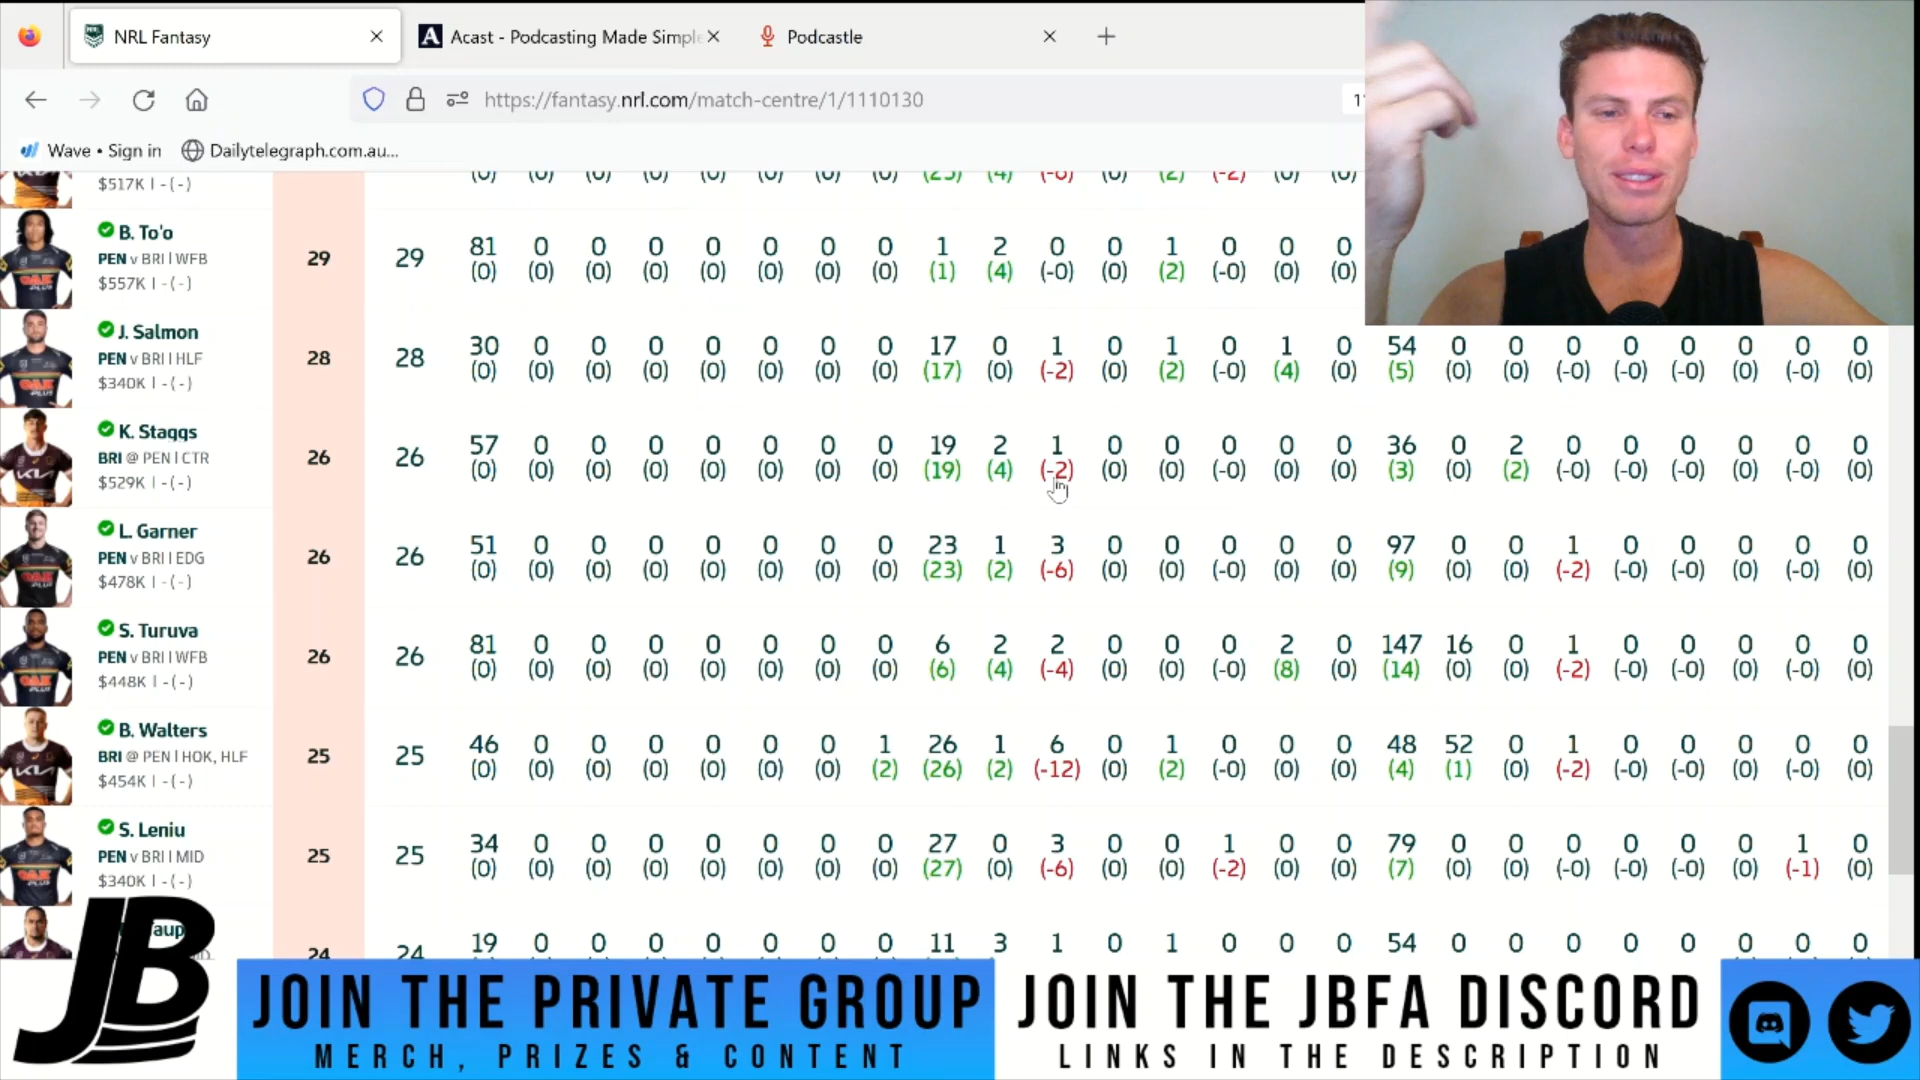 NRL Fantasy
Acast - Podcasting Made Simple
Podcastle
https://fantasy.nrl.com/match-centre/1/1110130
Wave • Sign in
Dailytelegraph.com.au...
$517K | - (-)
(0) (0) (0) (0) (0) (0) (0) (0) (25) (4) (-6) (0) (2) (-2) (0) (0)
B. To'o
PEN v BRI | WFB
$557K | - (-)
29 29 81 0 0 0 0 0 0 0 1 2 0 0 1 0 0 0
(0) (0) (0) (0) (0) (0) (0) (0) (1) (4) (-0) (0) (2) (-0) (0) (0)
J. Salmon
PEN v BRI | HLF
$340K | - (-)
28 28 30 0 0 0 0 0 0 0 17 0 1 0 1 0 1 0 54 0 0 0 0 0 0 0 0
(0) (0) (0) (0) (0) (0) (0) (0) (17) (0) (-2) (0) (2) (-0) (4) (0) (5) (0) (0) (-0) (-0) (-0) (0) (-0) (0)
K. Staggs
BRI @ PEN | CTR
$529K | - (-)
26 26 57 0 0 0 0 0 0 0 19 2 1 0 0 0 0 0 36 0 2 0 0 0 0 0 0
(0) (0) (0) (0) (0) (0) (0) (0) (19) (4) (-2) (0) (0) (-0) (0) (0) (3) (0) (2) (-0) (-0) (-0) (0) (-0) (0)
L. Garner
PEN v BRI | EDG
$478K | - (-)
26 26 51 0 0 0 0 0 0 0 23 1 3 0 0 0 0 0 97 0 0 1 0 0 0 0 0
(0) (0) (0) (0) (0) (0) (0) (0) (23) (2) (-6) (0) (0) (-0) (0) (0) (9) (0) (0) (-2) (-0) (-0) (0) (-0) (0)
S. Turuva
PEN v BRI | WFB
$448K | - (-)
26 26 81 0 0 0 0 0 0 0 6 2 2 0 0 0 2 0 147 16 0 1 0 0 0 0 0
(0) (0) (0) (0) (0) (0) (0) (0) (6) (4) (-4) (0) (0) (-0) (8) (0) (14) (0) (0) (-2) (-0) (-0) (0) (-0) (0)
B. Walters
BRI @ PEN | HOK, HLF
$454K | - (-)
25 25 46 0 0 0 0 0 0 1 26 1 6 0 1 0 0 0 48 52 0 1 0 0 0 0 0
(0) (0) (0) (0) (0) (0) (0) (2) (26) (2) (-12) (0) (2) (-0) (0) (0) (4) (1) (0) (-2) (-0) (-0) (0) (-0) (0)
S. Leniu
PEN v BRI | MID
$340K | - (-)
25 25 34 0 0 0 0 0 0 0 27 0 3 0 0 1 0 0 79 0 0 0 0 0 0 1 0
(0) (0) (0) (0) (0) (0) (0) (0) (27) (0) (-6) (0) (0) (-2) (0) (0) (7) (0) (0) (-0) (-0) (-0) (0) (-1) (0)
24 24 19 0 0 0 0 0 0 0 11 3 1 0 1 0 0 0 54 0 0 0 0 0 0 0 0
JB
JOIN THE PRIVATE GROUP
MERCH, PRIZES & CONTENT
JOIN THE JBFA DISCORD
LINKS IN THE DESCRIPTION